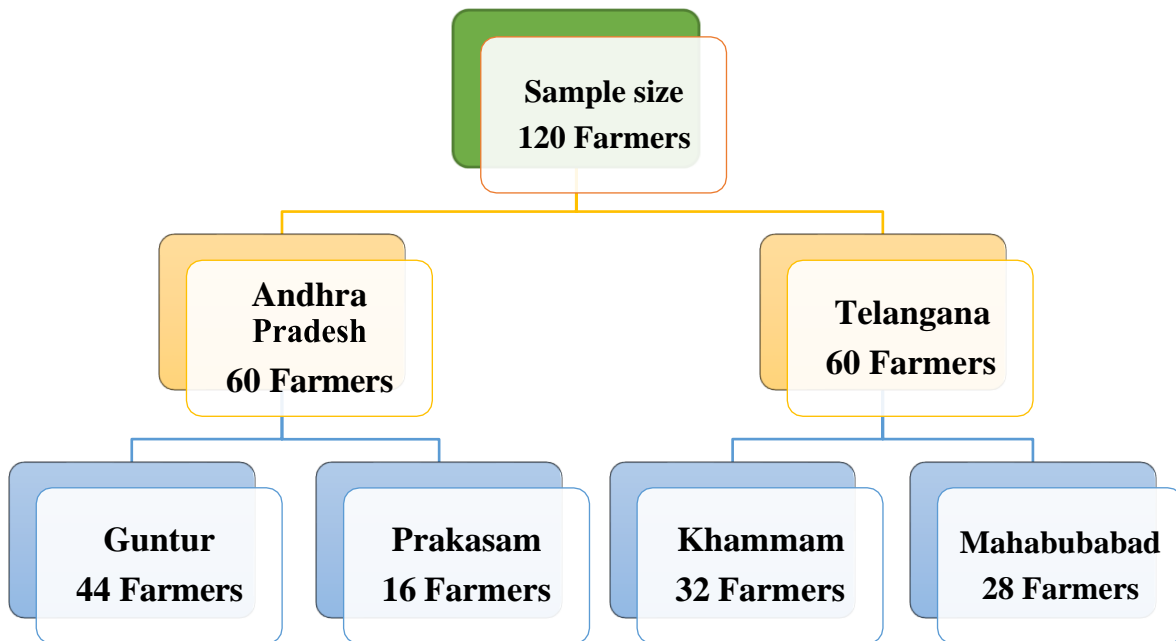 Sample size
120 Farmers
Andhra
Pradesh
60 Farmers
Telangana
60 Farmers
Guntur
44 Farmers
Prakasam
16 Farmers
Khammam
32 Farmers
Mahabubabad
28 Farmers